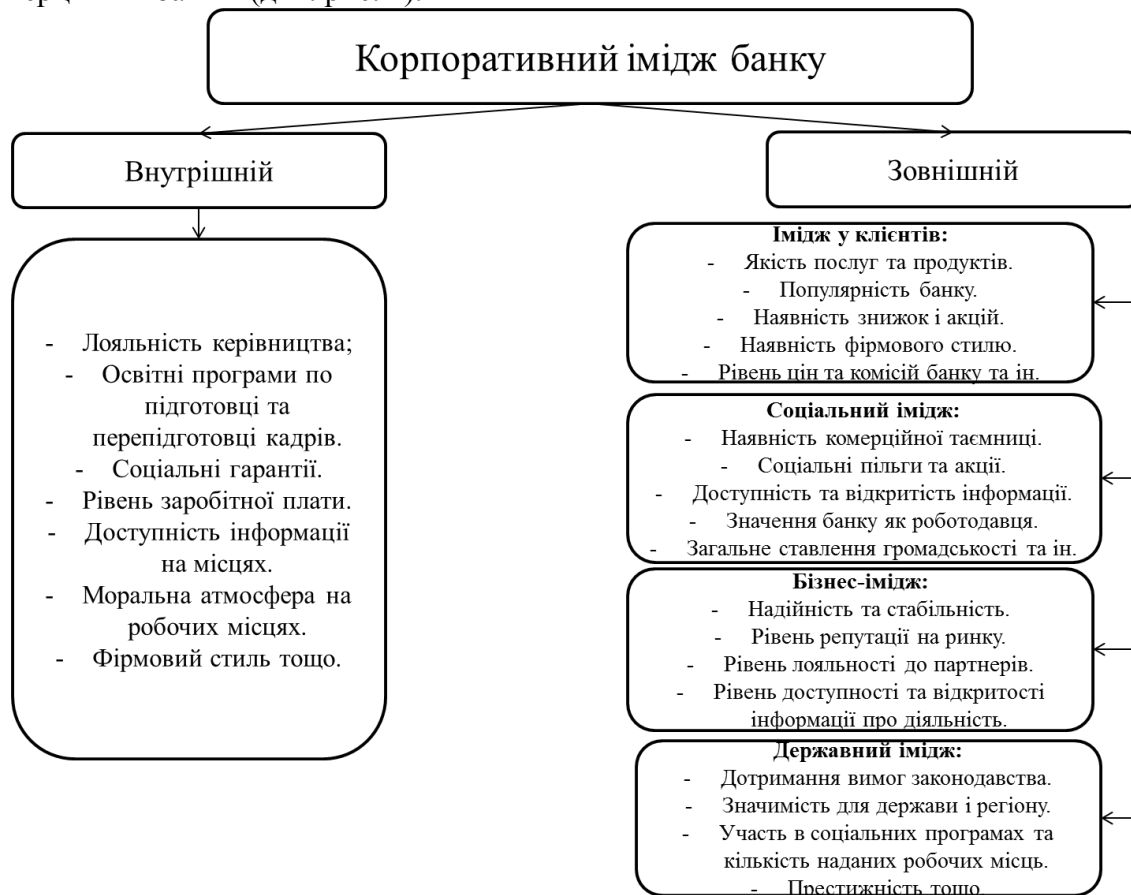 Корпоративний імідж банку
Внутрішній
- Лояльність керівництва;
- Освітні програми по
підготовці та
перепідготовці кадрів.
- Соціальні гарантії.
- Рівень заробітної плати.
- Доступність інформації
на місцях.
- Моральна атмосфера на
робочих місцях.
- Фірмовий стиль тощо.
Зовнішній
Імідж у клієнтів:
- Якість послуг та продуктів.
- Популярність банку.
- Наявність знижок і акцій.
- Наявність фірмового стилю.
- Рівень цін та комісій банку та ін.
Соціальний імідж:
- Наявність комерційної таємниці.
- Соціальні пільги та акції.
- Доступність та відкритість інформації.
- Значення банку як роботодавця.
- Загальне ставлення громадськості та ін.
Бізнес-імідж:
- Надійність та стабільність.
- Рівень репутації на ринку.
- Рівень лояльності до партнерів.
- Рівень доступності та відкритості
інформації про діяльність.
Державний імідж:
- Дотримання вимог законодавства.
- Значимість для держави і регіону.
- Участь в соціальних програмах та
кількість наданих робочих місць.
- Престижність тощо.